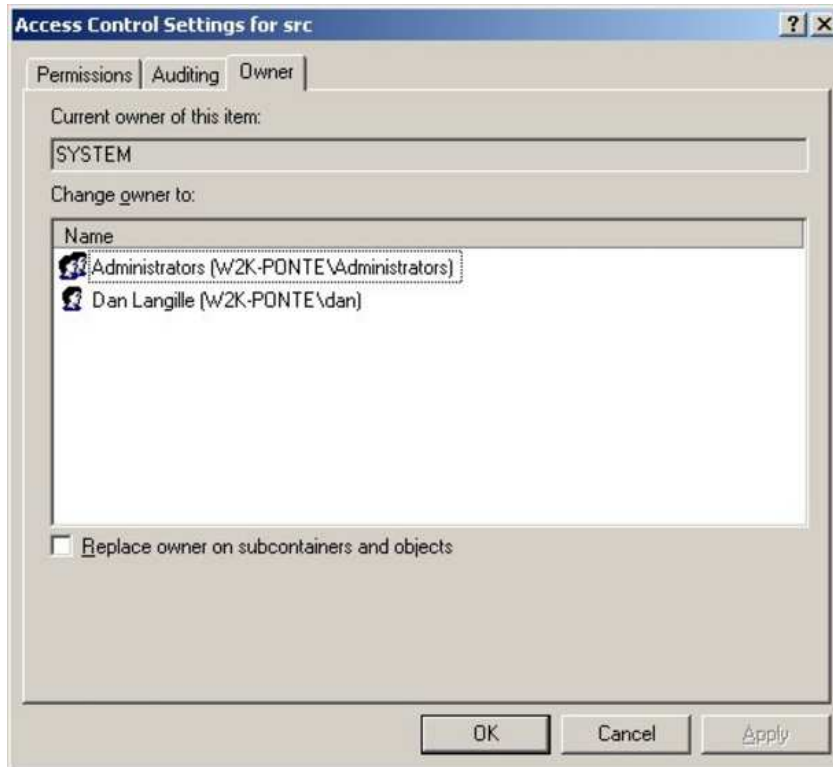 Access Control Settings for src
Permissions Auditing Owner
Current owner of this item:
SYSTEM
Change owner to:
Name
Administrators (W2K-PONTE\Administrators)
Dan Langille (W2K-PONTE\dan)
Replace owner on subcontainers and objects
OK Cancel Apply